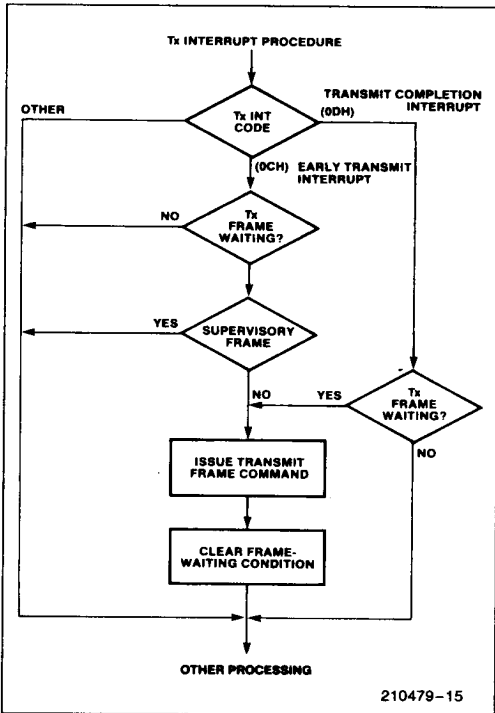 Tx INTERRUPT PROCEDURE
OTHER
Tx INT
CODE
(0DH)
TRANSMIT COMPLETION
INTERRUPT
(0CH)
EARLY TRANSMIT
INTERRUPT
NO
Tx
FRAME
WAITING?
YES
SUPERVISORY
FRAME
NO
YES
Tx
FRAME
WAITING?
NO
ISSUE TRANSMIT
FRAME COMMAND
CLEAR FRAME-
WAITING CONDITION
OTHER PROCESSING
210479-15